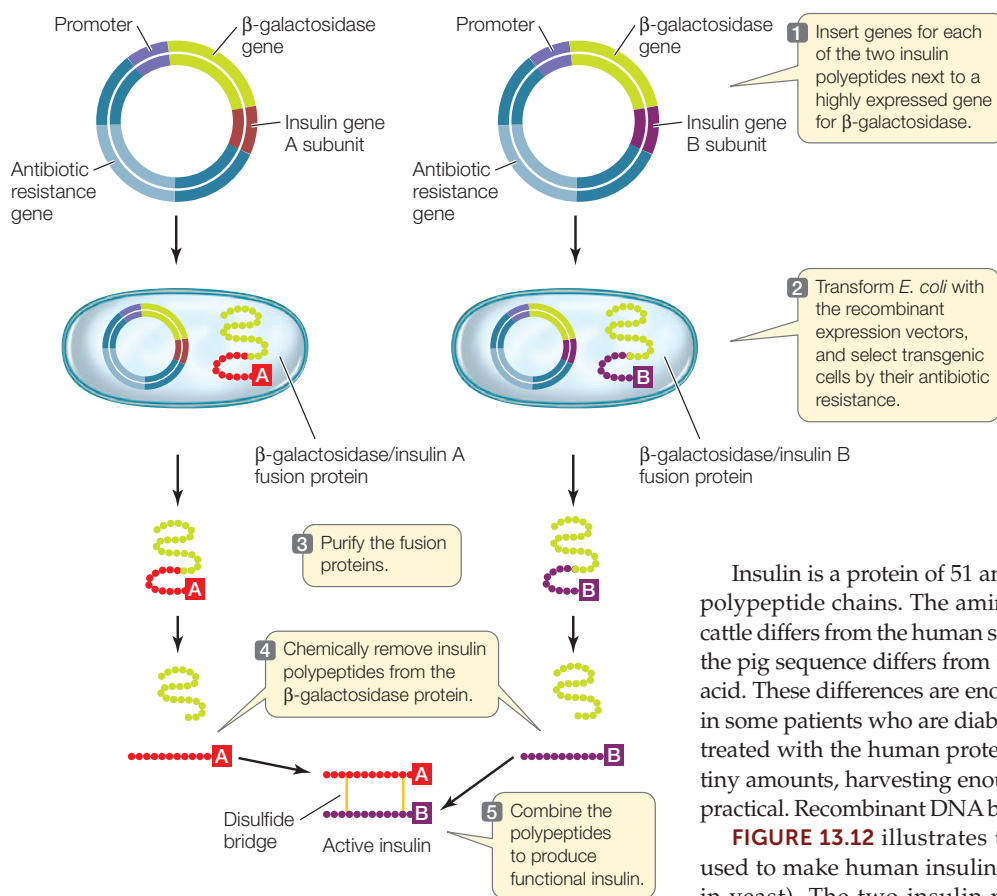 Promoter
β-galactosidase
gene
Insulin gene
A subunit
Antibiotic
resistance
gene
Promoter
β-galactosidase
gene
Insulin gene
B subunit
Antibiotic
resistance
gene
1 Insert genes for each
of the two insulin
polypeptides next to a
highly expressed gene
for β-galactosidase.
A
B
2 Transform E. coli with
the recombinant
expression vectors,
and select transgenic
cells by their antibiotic
resistance.
β-galactosidase/insulin A
fusion protein
β-galactosidase/insulin B
fusion protein
A
3 Purify the fusion
proteins.
B
4 Chemically remove insulin
polypeptides from the
β-galactosidase protein.
A
B
A
B
Disulfide
bridge
Active insulin
5 Combine the
polypeptides
to produce
functional insulin.
Insulin is a protein of 51
polypeptide chains. The
cattle differs from the human
the pig sequence differs from
acid. These differences are
in some patients who are
treated with the human
tiny amounts, harvesting
practical. Recombinant DNA
FIGURE 13.12 illustrates
used to make human insulin
in yeast). The two insulin